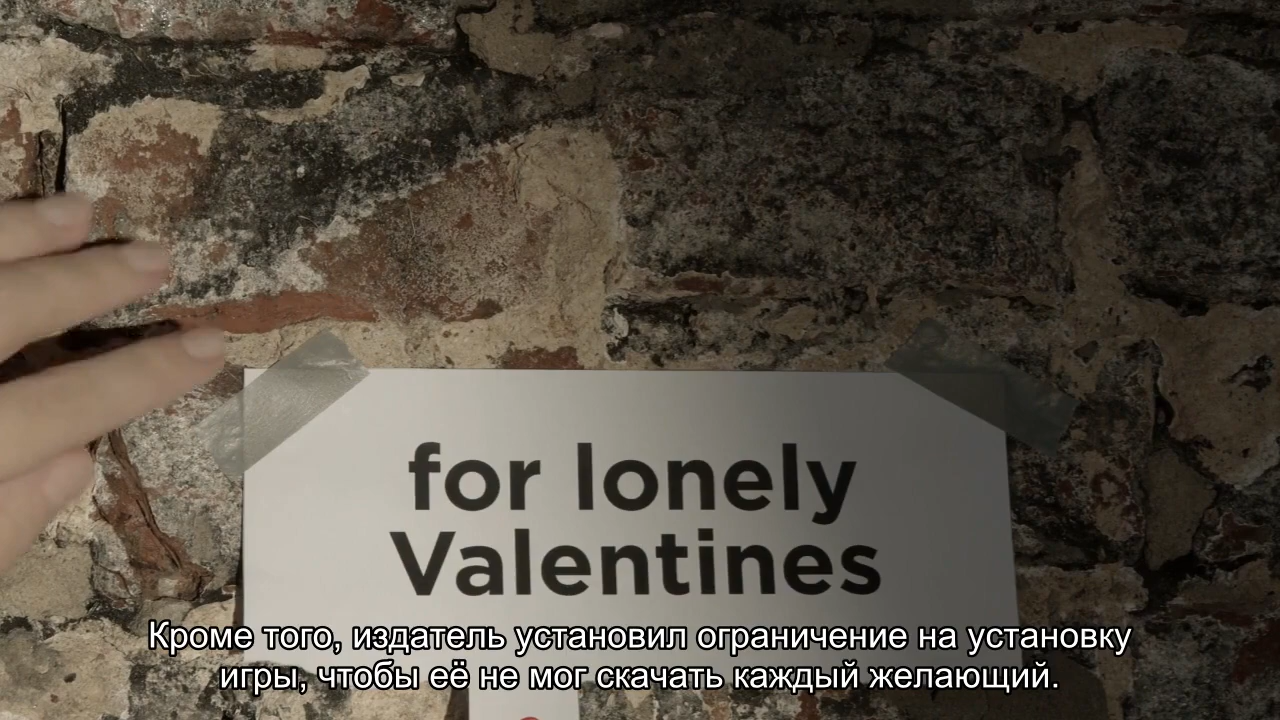 for lonely
Valentines
Кроме того, издатель установил ограничение на установку
игры, чтобы её не мог скачать каждый желающий.